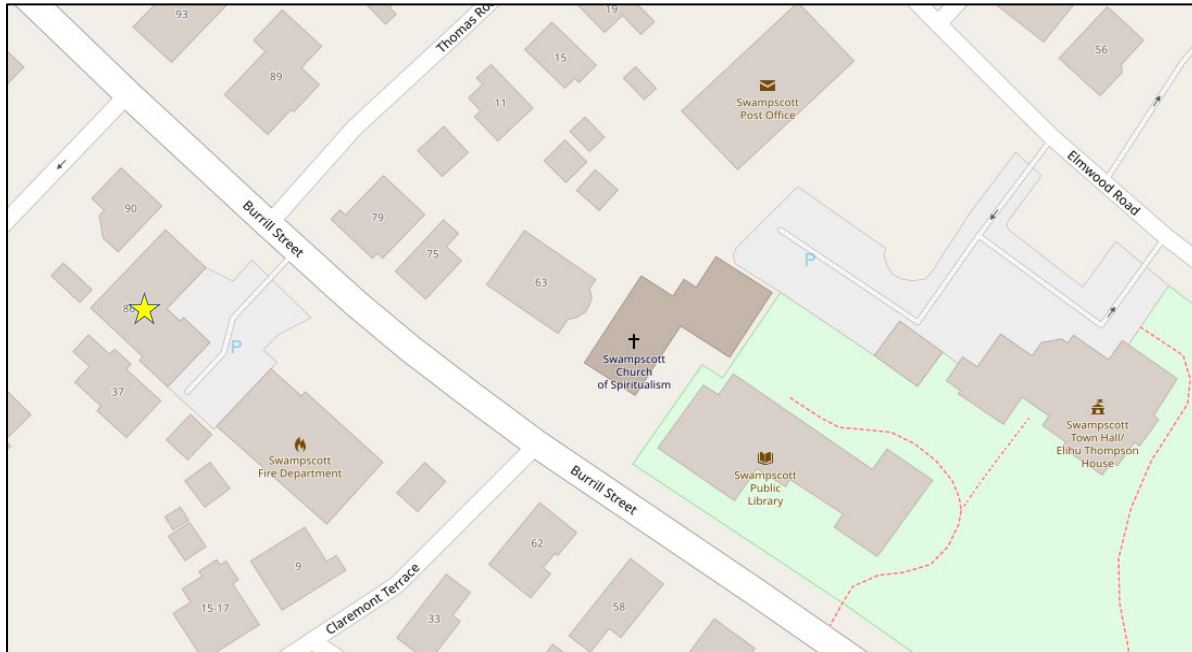 93
89
Thomas
19
15
11
56
Swampscott
Post Office
Elmwood Road
90
Burrill Street
79
75
63
P
P
37
Swampscott
Church
of Spiritualism
Swampscott
Fire Department
Swampscott
Public
Library
Swampscott
Town Hall/
Elihu Thompson
House
Burrill Street
62
9
58
15-17
33
Claremont Terrace